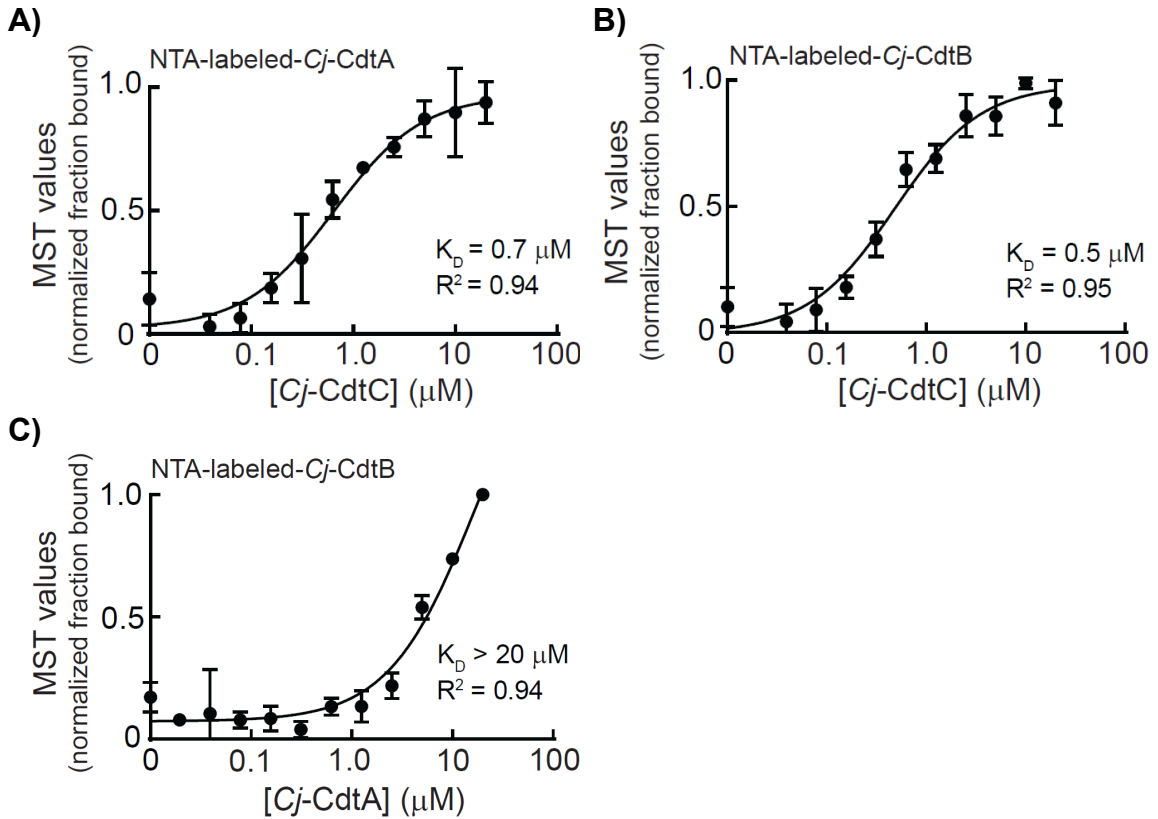 A)
NTA-labeled-Cj-CdtA
MST values
(normalized fraction bound)
1.0
0.5
0
K_D = 0.7 μM
R² = 0.94
0 0.1 1.0 10 100
[Cj-CdtC] (μM)
B)
NTA-labeled-Cj-CdtB
MST values
(normalized fraction bound)
1.0
0.5
0
K_D = 0.5 μM
R² = 0.95
0 0.1 1.0 10 100
[Cj-CdtC] (μM)
C)
NTA-labeled-Cj-CdtB
MST values
(normalized fraction bound)
1.0
0.5
0
K_D > 20 μM
R² = 0.94
0 0.1 1.0 10 100
[Cj-CdtA] (μM)